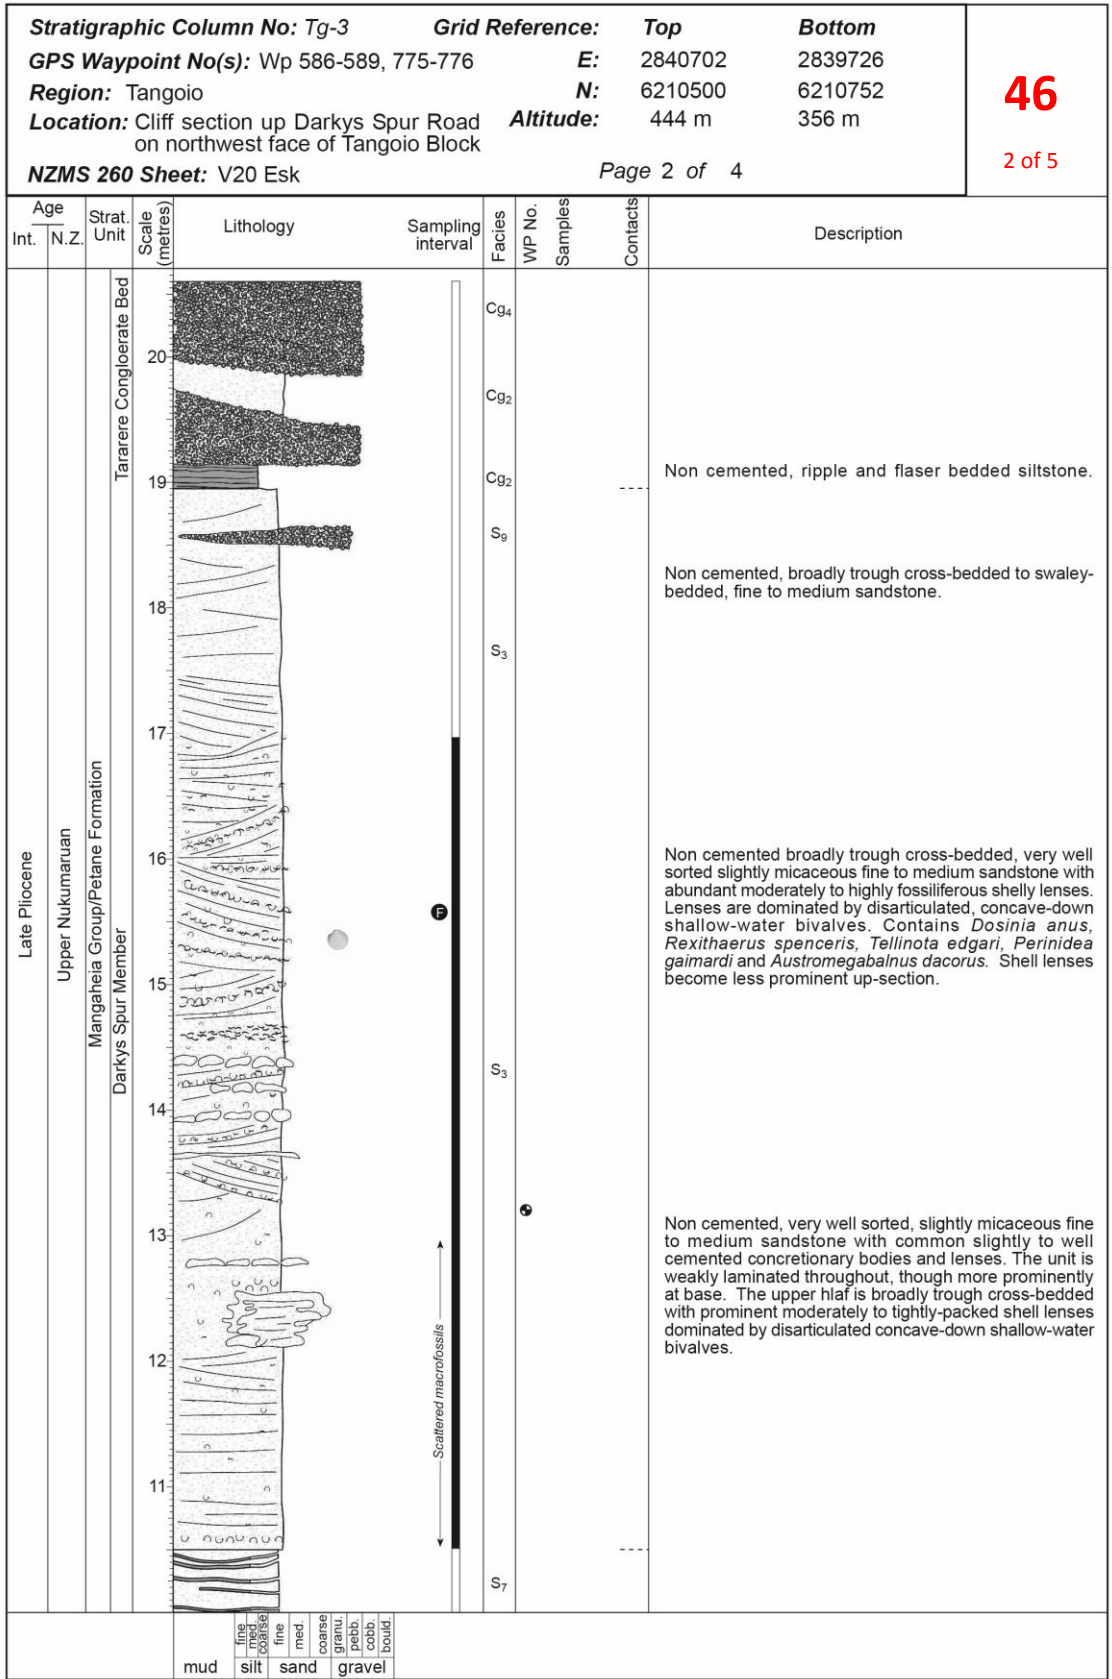 Stratigraphic Column No: Tg-3 Grid Reference: Top Bottom
GPS Waypoint No(s): Wp 586-589, 775-776 E: 2840702 2839726
Region: Tangoio N: 6210500 6210752
Location: Cliff section up Darkys Spur Road Altitude: 444 m 356 m
on northwest face of Tangoio Block
NZMS 260 Sheet: V20 Esk Page 2 of 4
46
2 of 5
Age
Int. N.Z.
Strat. Unit
Scale (metres)
Lithology
Sampling interval
Facies
WP No.
Samples
Contacts
Description
Late Pliocene
Upper Nukumaruan
Mangaheia Group/Petane Formation
Tararere Congloerate Bed
Darkys Spur Member
20
19
18
17
16
15
14
13
12
11
F
Scattered macrofossils
Cg4
Cg2
Cg2
S9
S3
S3
S7
Non cemented, ripple and flaser bedded siltstone.
Non cemented, broadly trough cross-bedded to swaley-
bedded, fine to medium sandstone.
Non cemented broadly trough cross-bedded, very well
sorted slightly micaceous fine to medium sandstone with
abundant moderately to highly fossiliferous shelly lenses.
Lenses are dominated by disarticulated, concave-down
shallow-water bivalves. Contains Dosinia anus,
Rexithaerus spenceris, Tellinota edgari, Perinidea
gaimardi and Austromegabalnus dacorus. Shell lenses
become less prominent up-section.
Non cemented, very well sorted, slightly micaceous fine
to medium sandstone with common slightly to well
cemented concretionary bodies and lenses. The unit is
weakly laminated throughout, though more prominently
at base. The upper hlaf is broadly trough cross-bedded
with prominent moderately to tightly-packed shell lenses
dominated by disarticulated concave-down shallow-water
bivalves.
fine med. coarse fine med. coarse granu. pebb. cobb. bould.
mud silt sand gravel